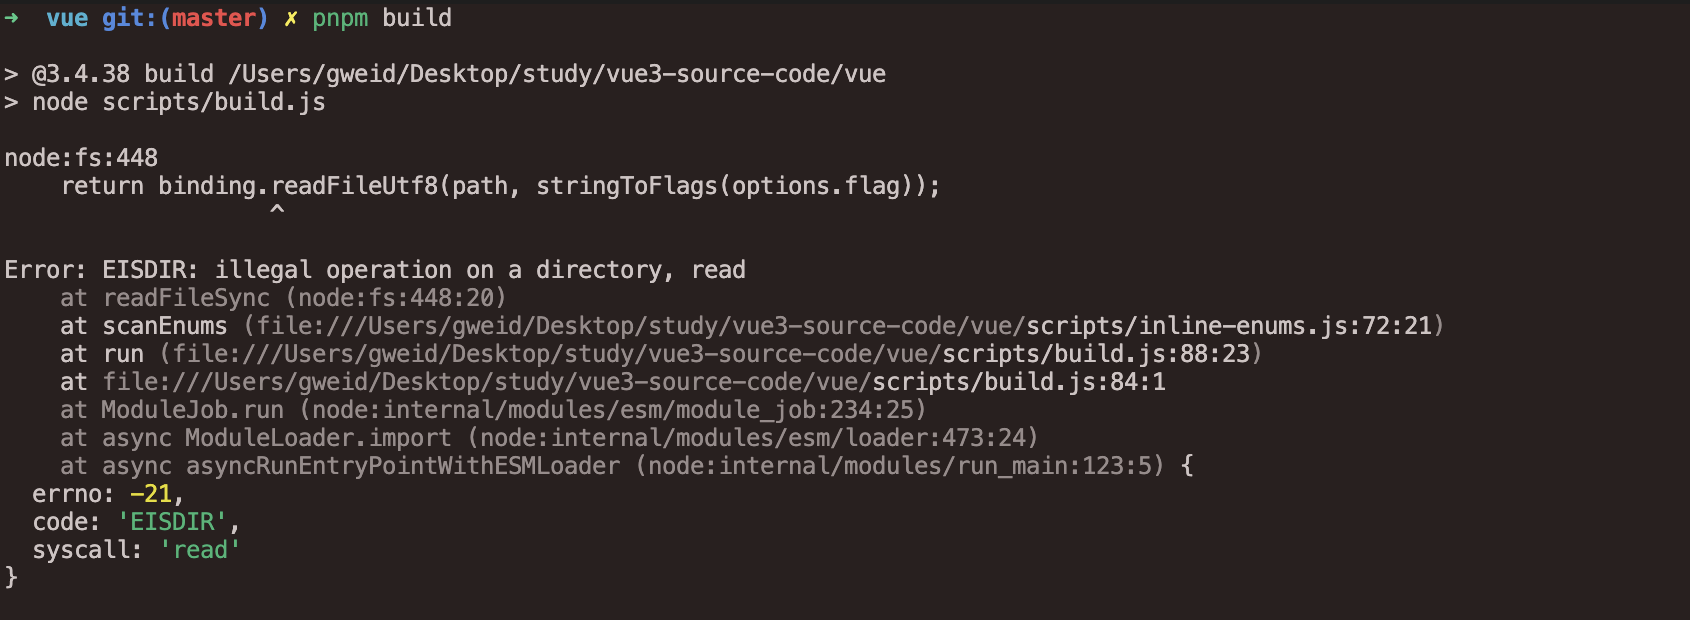 ➜  vue git:(master) ✗ pnpm build
> @3.4.38 build /Users/gweid/Desktop/study/vue3-source-code/vue
> node scripts/build.js
node:fs:448
    return binding.readFileUtf8(path, stringToFlags(options.flag));
                   ^
Error: EISDIR: illegal operation on a directory, read
    at readFileSync (node:fs:448:20)
    at scanEnums (file:///Users/gweid/Desktop/study/vue3-source-code/vue/scripts/inline-enums.js:72:21)
    at run (file:///Users/gweid/Desktop/study/vue3-source-code/vue/scripts/build.js:88:23)
    at file:///Users/gweid/Desktop/study/vue3-source-code/vue/scripts/build.js:84:1
    at ModuleJob.run (node:internal/modules/esm/module_job:234:25)
    at async ModuleLoader.import (node:internal/modules/esm/loader:473:24)
    at async asyncRunEntryPointWithESMLoader (node:internal/modules/run_main:123:5) {
  errno: -21,
  code: 'EISDIR',
  syscall: 'read'
}